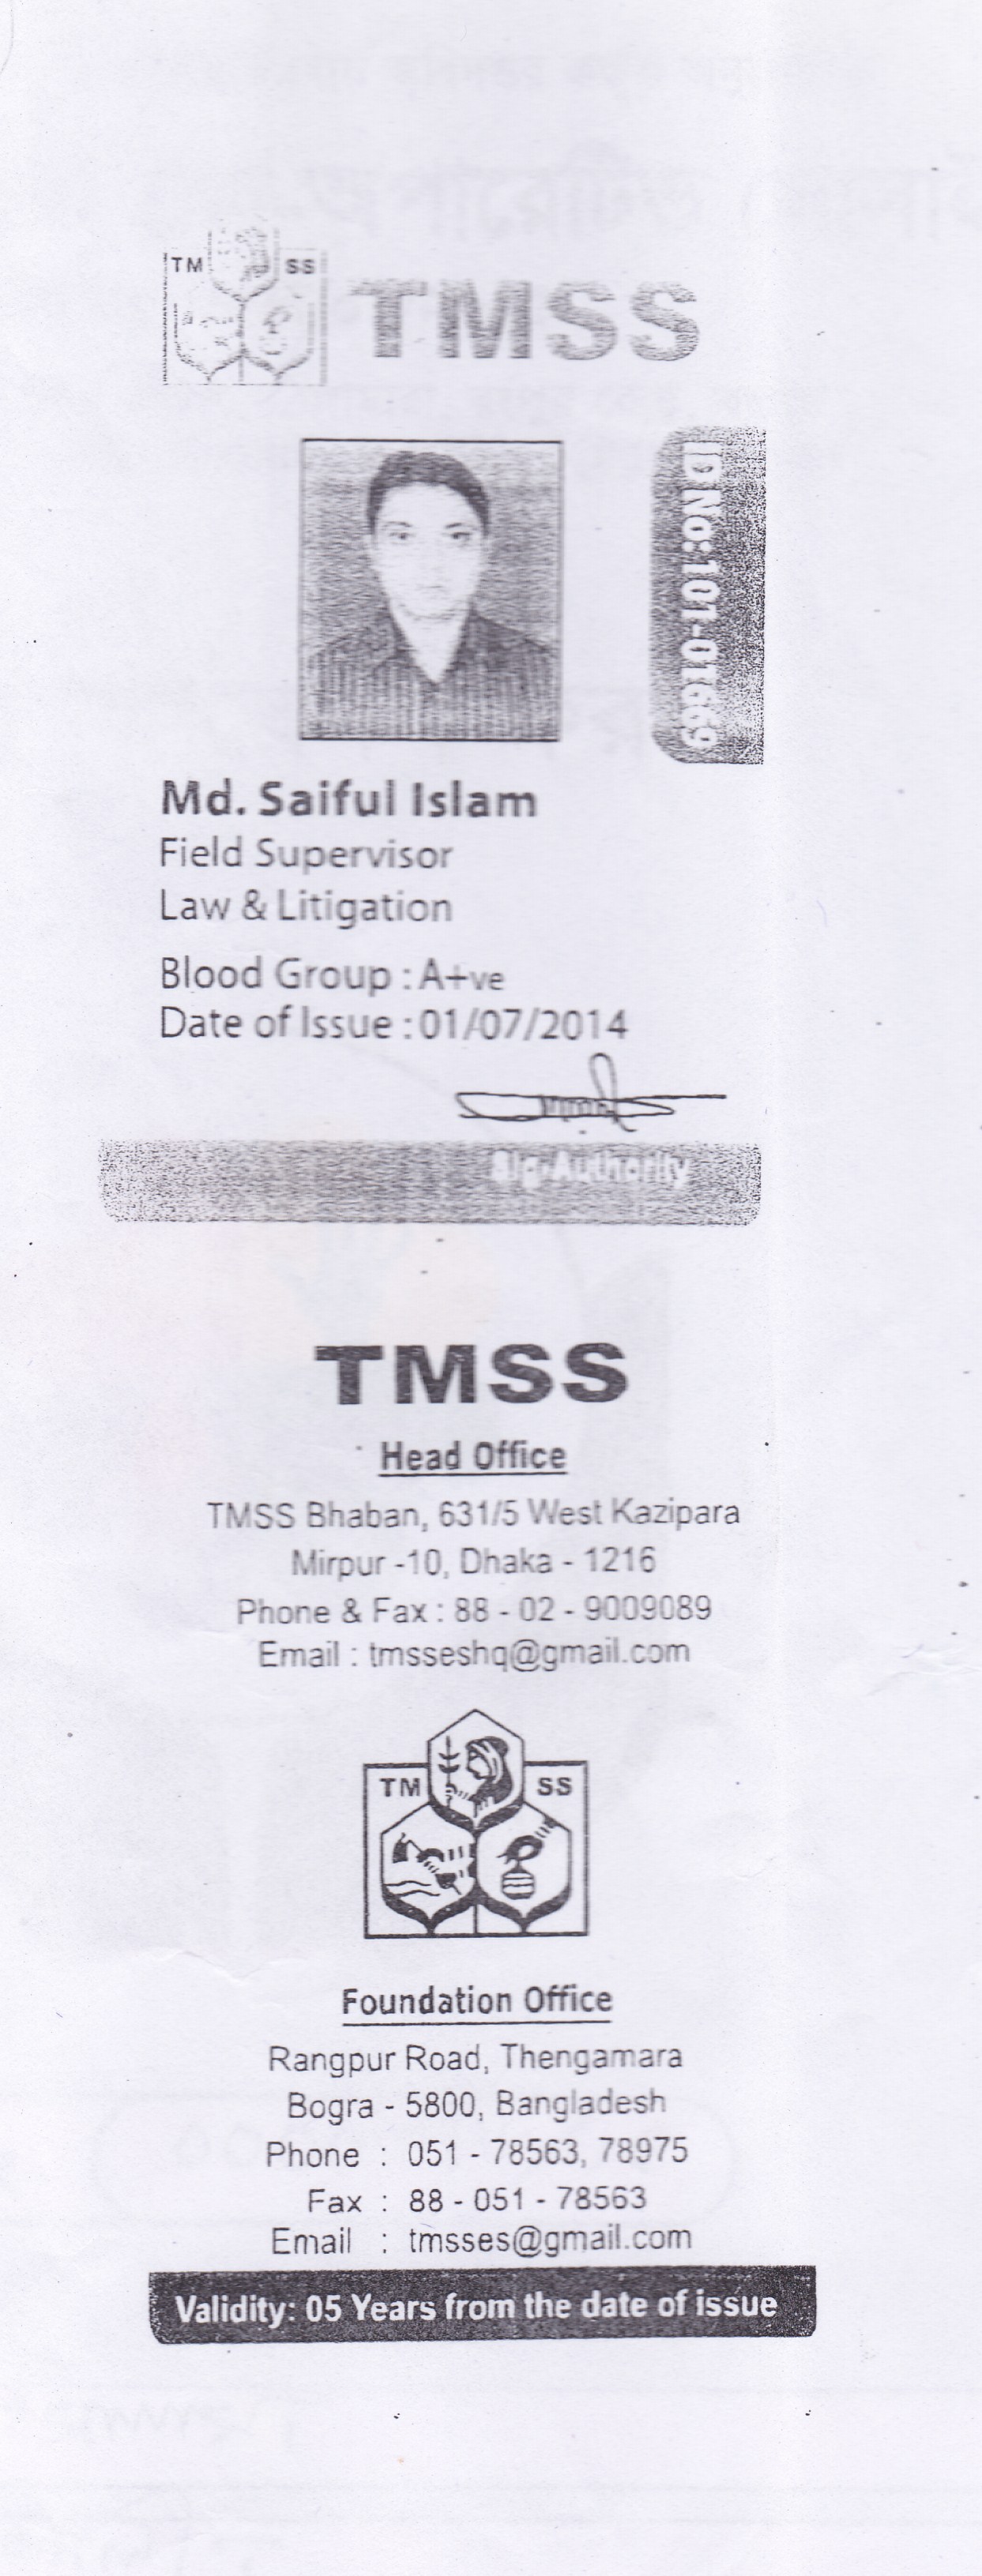 TM SS
TMSS
ID No: 101-01669
Md. Saiful Islam
Field Supervisor
Law & Litigation
Blood Group : A+ve
Date of Issue : 01/07/2014
Sig. Authority
TMSS
Head Office
TMSS Bhaban, 631/5 West Kazipara
Mirpur -10, Dhaka - 1216
Phone & Fax : 88 - 02 - 9009089
Email : tmsseshq@gmail.com
TM SS
Foundation Office
Rangpur Road, Thengamara
Bogra - 5800, Bangladesh
Phone : 051 - 78563, 78975
Fax : 88 - 051 - 78563
Email : tmsses@gmail.com
Validity: 05 Years from the date of issue